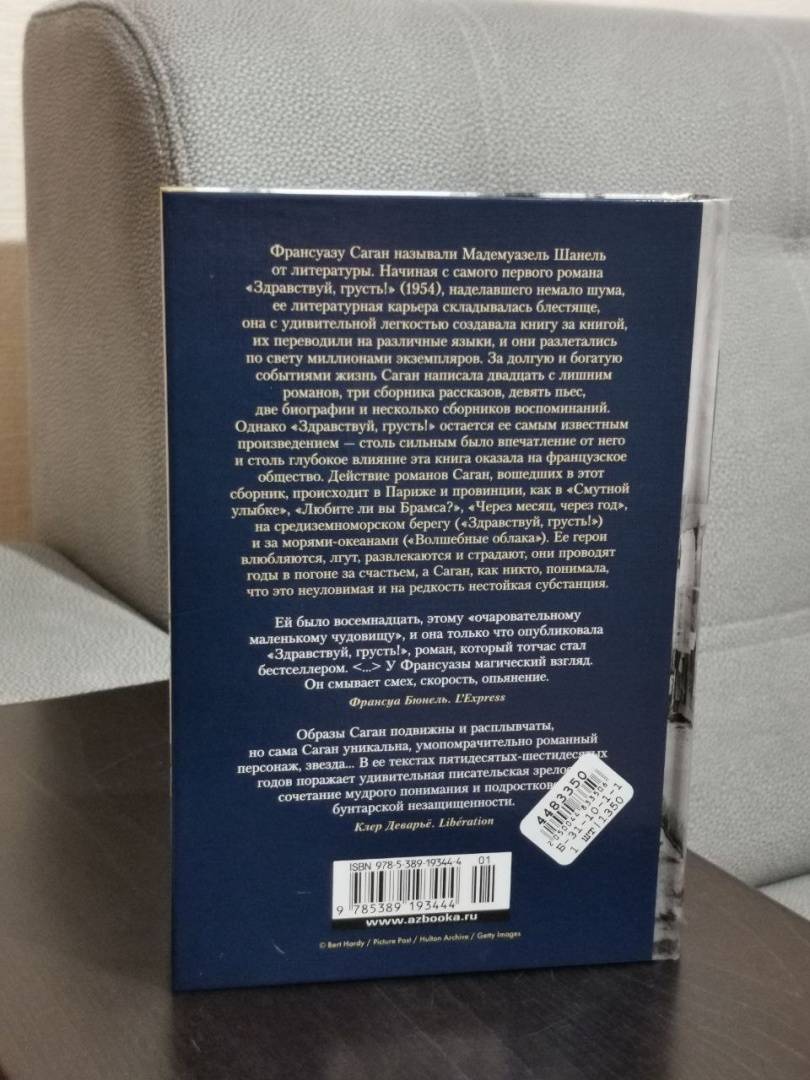 Франсуазу Саган называли Мадемуазель Шанель
от литературы. Начиная с самого первого романа
«Здравствуй, грусть!» (1954), наделавшего немало шума,
ее литературная карьера складывалась блестяще,
она с удивительной легкостью создавала книгу за книгой,
их переводили на различные языки, и они разлетались
по свету миллионами экземпляров. За долгую и богатую
событиями жизнь Саган написала двадцать с лишним
романов, три сборника рассказов, девять пьес,
две биографии и несколько сборников воспоминаний.
Однако «Здравствуй, грусть!» остается ее самым известным
произведением — столь сильным было впечатление от него
и столь глубокое влияние эта книга оказала на французское
общество. Действие романов Саган, вошедших в этот
сборник, происходит в Париже и провинции, как в «Смутной
улыбке», «Любите ли вы Брамса?», «Через месяц, через год»,
на средиземноморском берегу («Здравствуй, грусть!»)
и за морями-океанами («Волшебные облака»). Ее герои
влюбляются, лгут, развлекаются и страдают, они проводят
годы в погоне за счастьем, а Саган, как никто, понимала,
что это неуловимая и на редкость нестойкая субстанция.
Ей было восемнадцать, этому «очаровательному
маленькому чудовищу», и она только что опубликовала
«Здравствуй, грусть!», роман, который тотчас стал
бестселлером. <...> У Франсуазы магический взгляд.
Он смывает смех, скорость, опьянение.
Франсуа Бюнель. L'Express
Образы Саган подвижны и расплывчаты,
но сама Саган уникальна, умопомрачительно романный
персонаж, звезда... В ее текстах пятидесятых-шестидесятых
годов поражает удивительная писательская
сочетание мудрого понимания и
бунтарской незащищенности.
Клер Деварьё. Libération
4483350
Б-31-10-1-1
1 шт|1350
ISBN 978-5-389-19344-4 01
9 785389 193444
www.azbooka.ru
© Bert Hardy / Picture Post / Hulton Archive / Getty Images